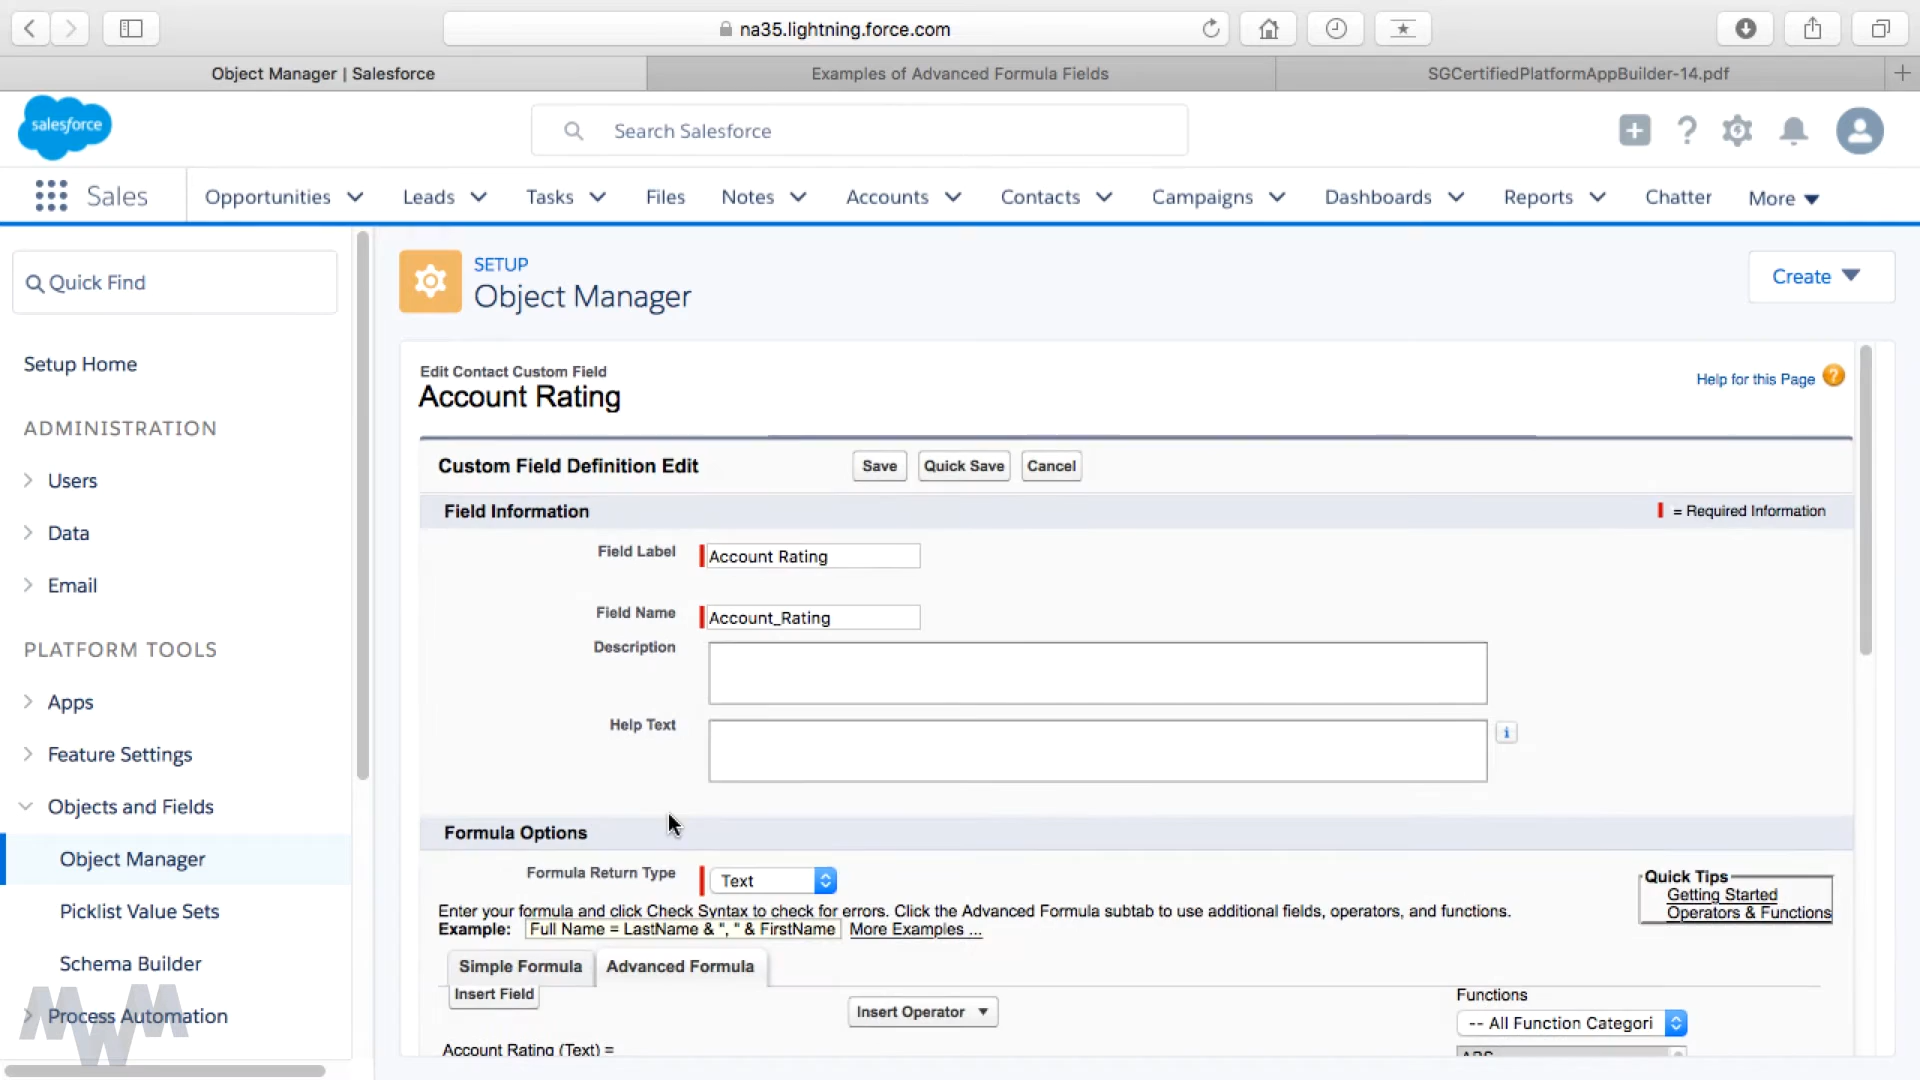 na35.lightning.force.com
Object Manager | Salesforce
Examples of Advanced Formula Fields
SGCertifiedPlatformAppBuilder-14.pdf
salesforce
Search Salesforce
Sales
Opportunities
Leads
Tasks
Files
Notes
Accounts
Contacts
Campaigns
Dashboards
Reports
Chatter
More
Quick Find
Setup Home
ADMINISTRATION
Users
Data
Email
PLATFORM TOOLS
Apps
Feature Settings
Objects and Fields
Object Manager
Picklist Value Sets
Schema Builder
Process Automation
MWM
SETUP
Object Manager
Create
Edit Contact Custom Field
Account Rating
Help for this Page
Custom Field Definition Edit
Save
Quick Save
Cancel
Field Information
= Required Information
Field Label
Account Rating
Field Name
Account_Rating
Description
Help Text
Formula Options
Formula Return Type
Text
Quick Tips
Getting Started
Operators & Functions
Enter your formula and click Check Syntax to check for errors. Click the Advanced Formula subtab to use additional fields, operators, and functions.
Example: Full Name = LastName & ", " & FirstName More Examples ...
Simple Formula
Advanced Formula
Insert Field
Insert Operator
Functions
-- All Function Categori
Account Rating (Text) =
ABS